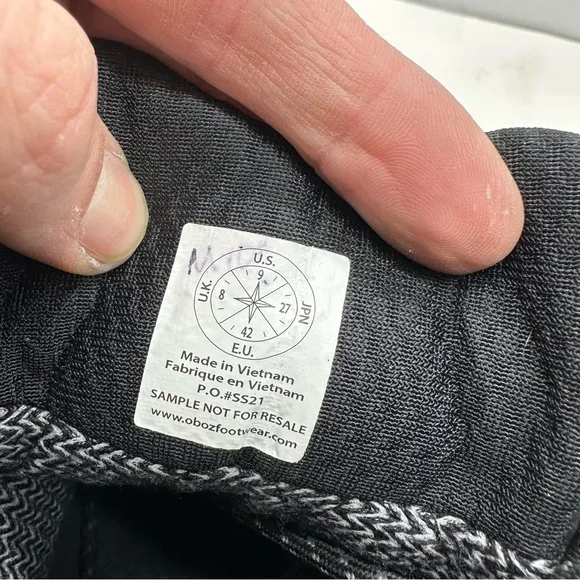 U.S.
9
U.K.
8
27
JPN
42
E.U.
Made in Vietnam
Fabrique en Vietnam
P.O.#SS21
SAMPLE NOT FOR RESALE
www.obozfootwear.com